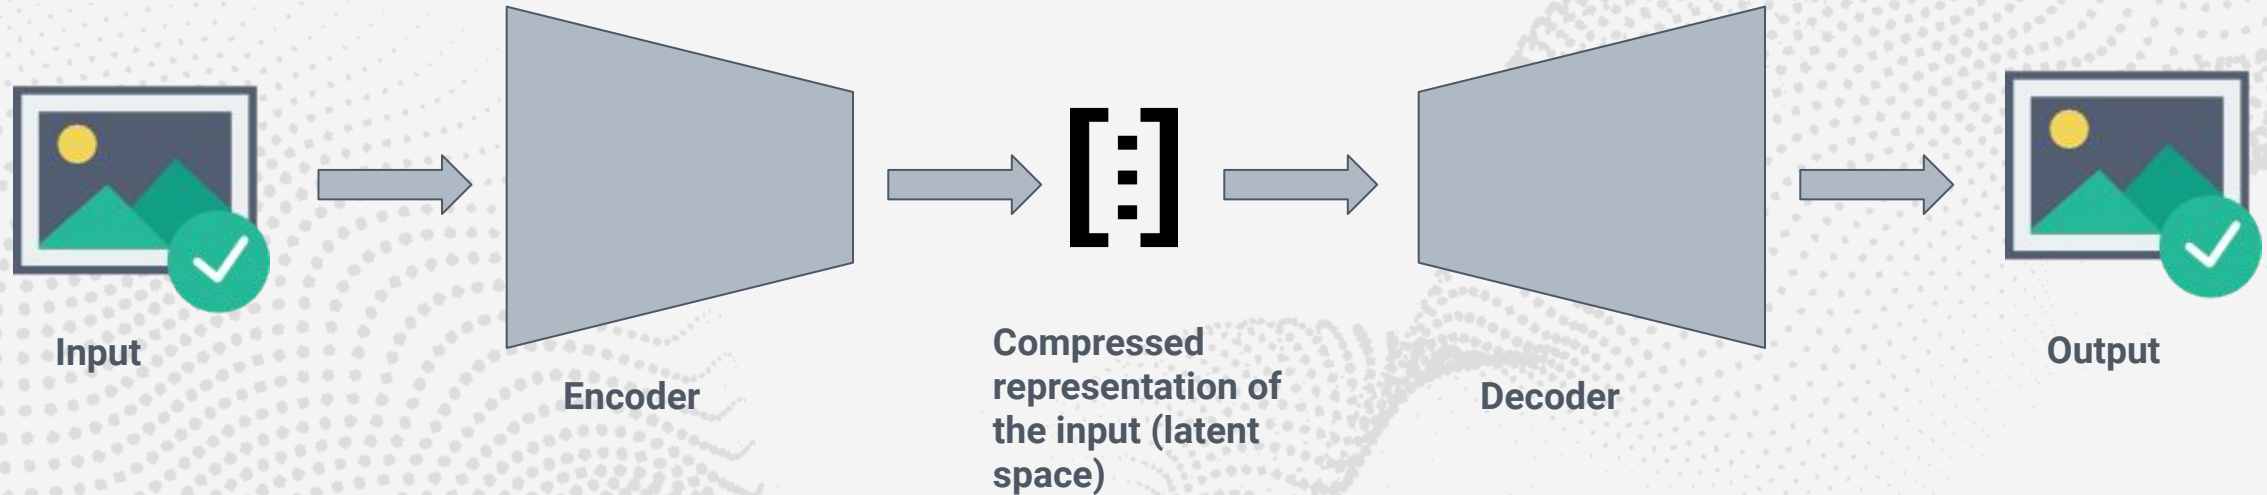 Input
Encoder
Compressed
representation of
the input (latent
space)
Decoder
Output